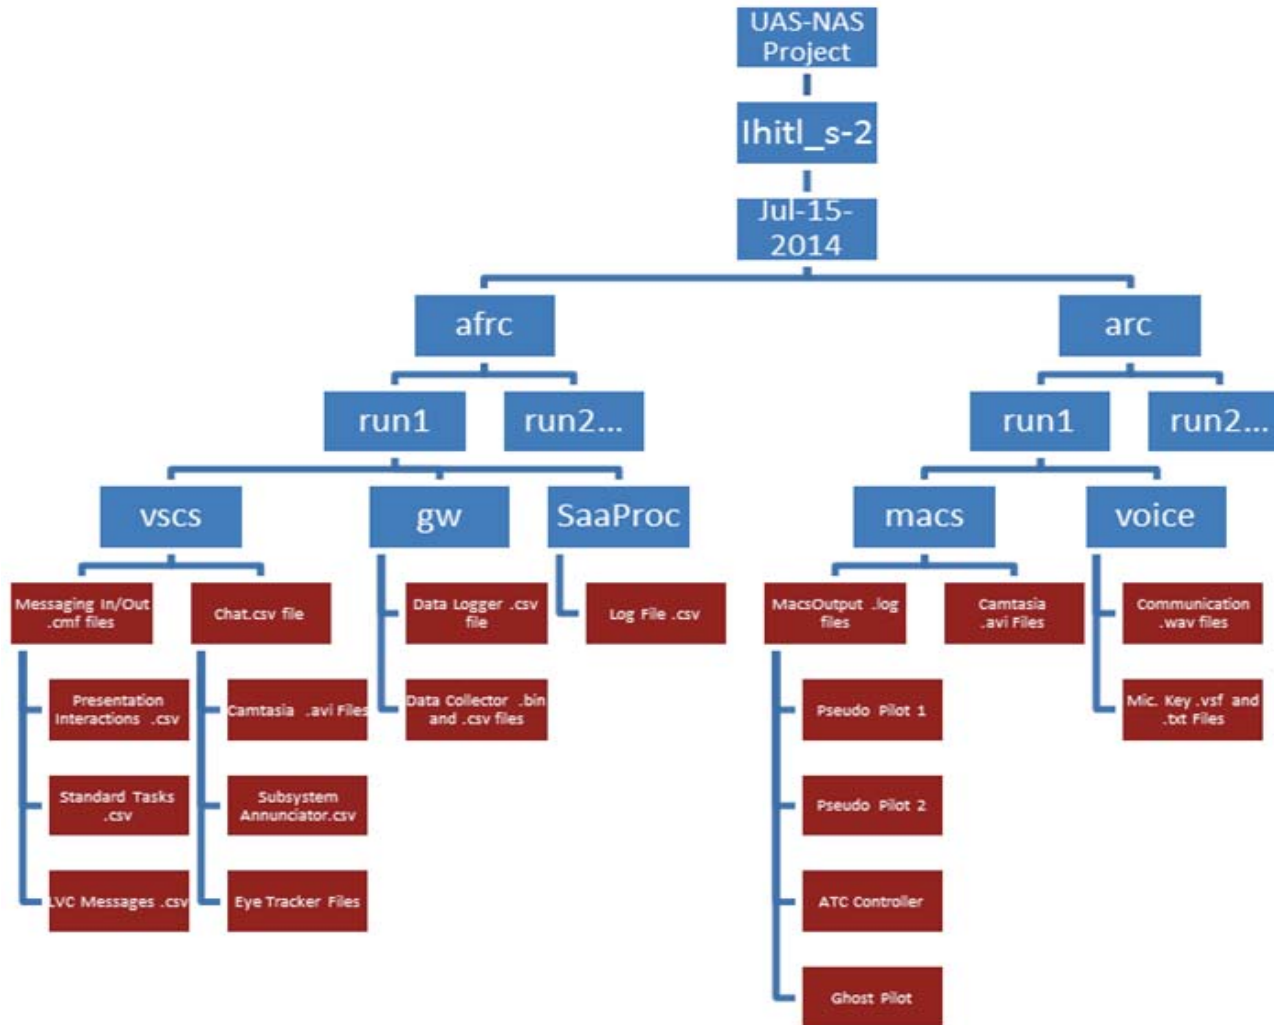 UAS-NAS
Project
Ihitl_s-2
Jul-15-
2014
afrc
arc
run1
run2...
run1
run2...
vscs
gw
SaaProc
macs
voice
Messaging In/Out
.cmf files
Chat.csv file
Data Logger .csv
file
Log File .csv
MacsOutput .log
files
Camtasia
.avi Files
Communication
.wav files
Presentation
Interactions .csv
Camtasia .avi Files
Data Collector .bin
and .csv files
Pseudo Pilot 1
Mic. Key .vsf and
.txt Files
Standard Tasks
.csv
Subsystem
Annunciator.csv
Pseudo Pilot 2
LVC Messages .csv
Eye Tracker Files
ATC Controller
Ghost Pilot